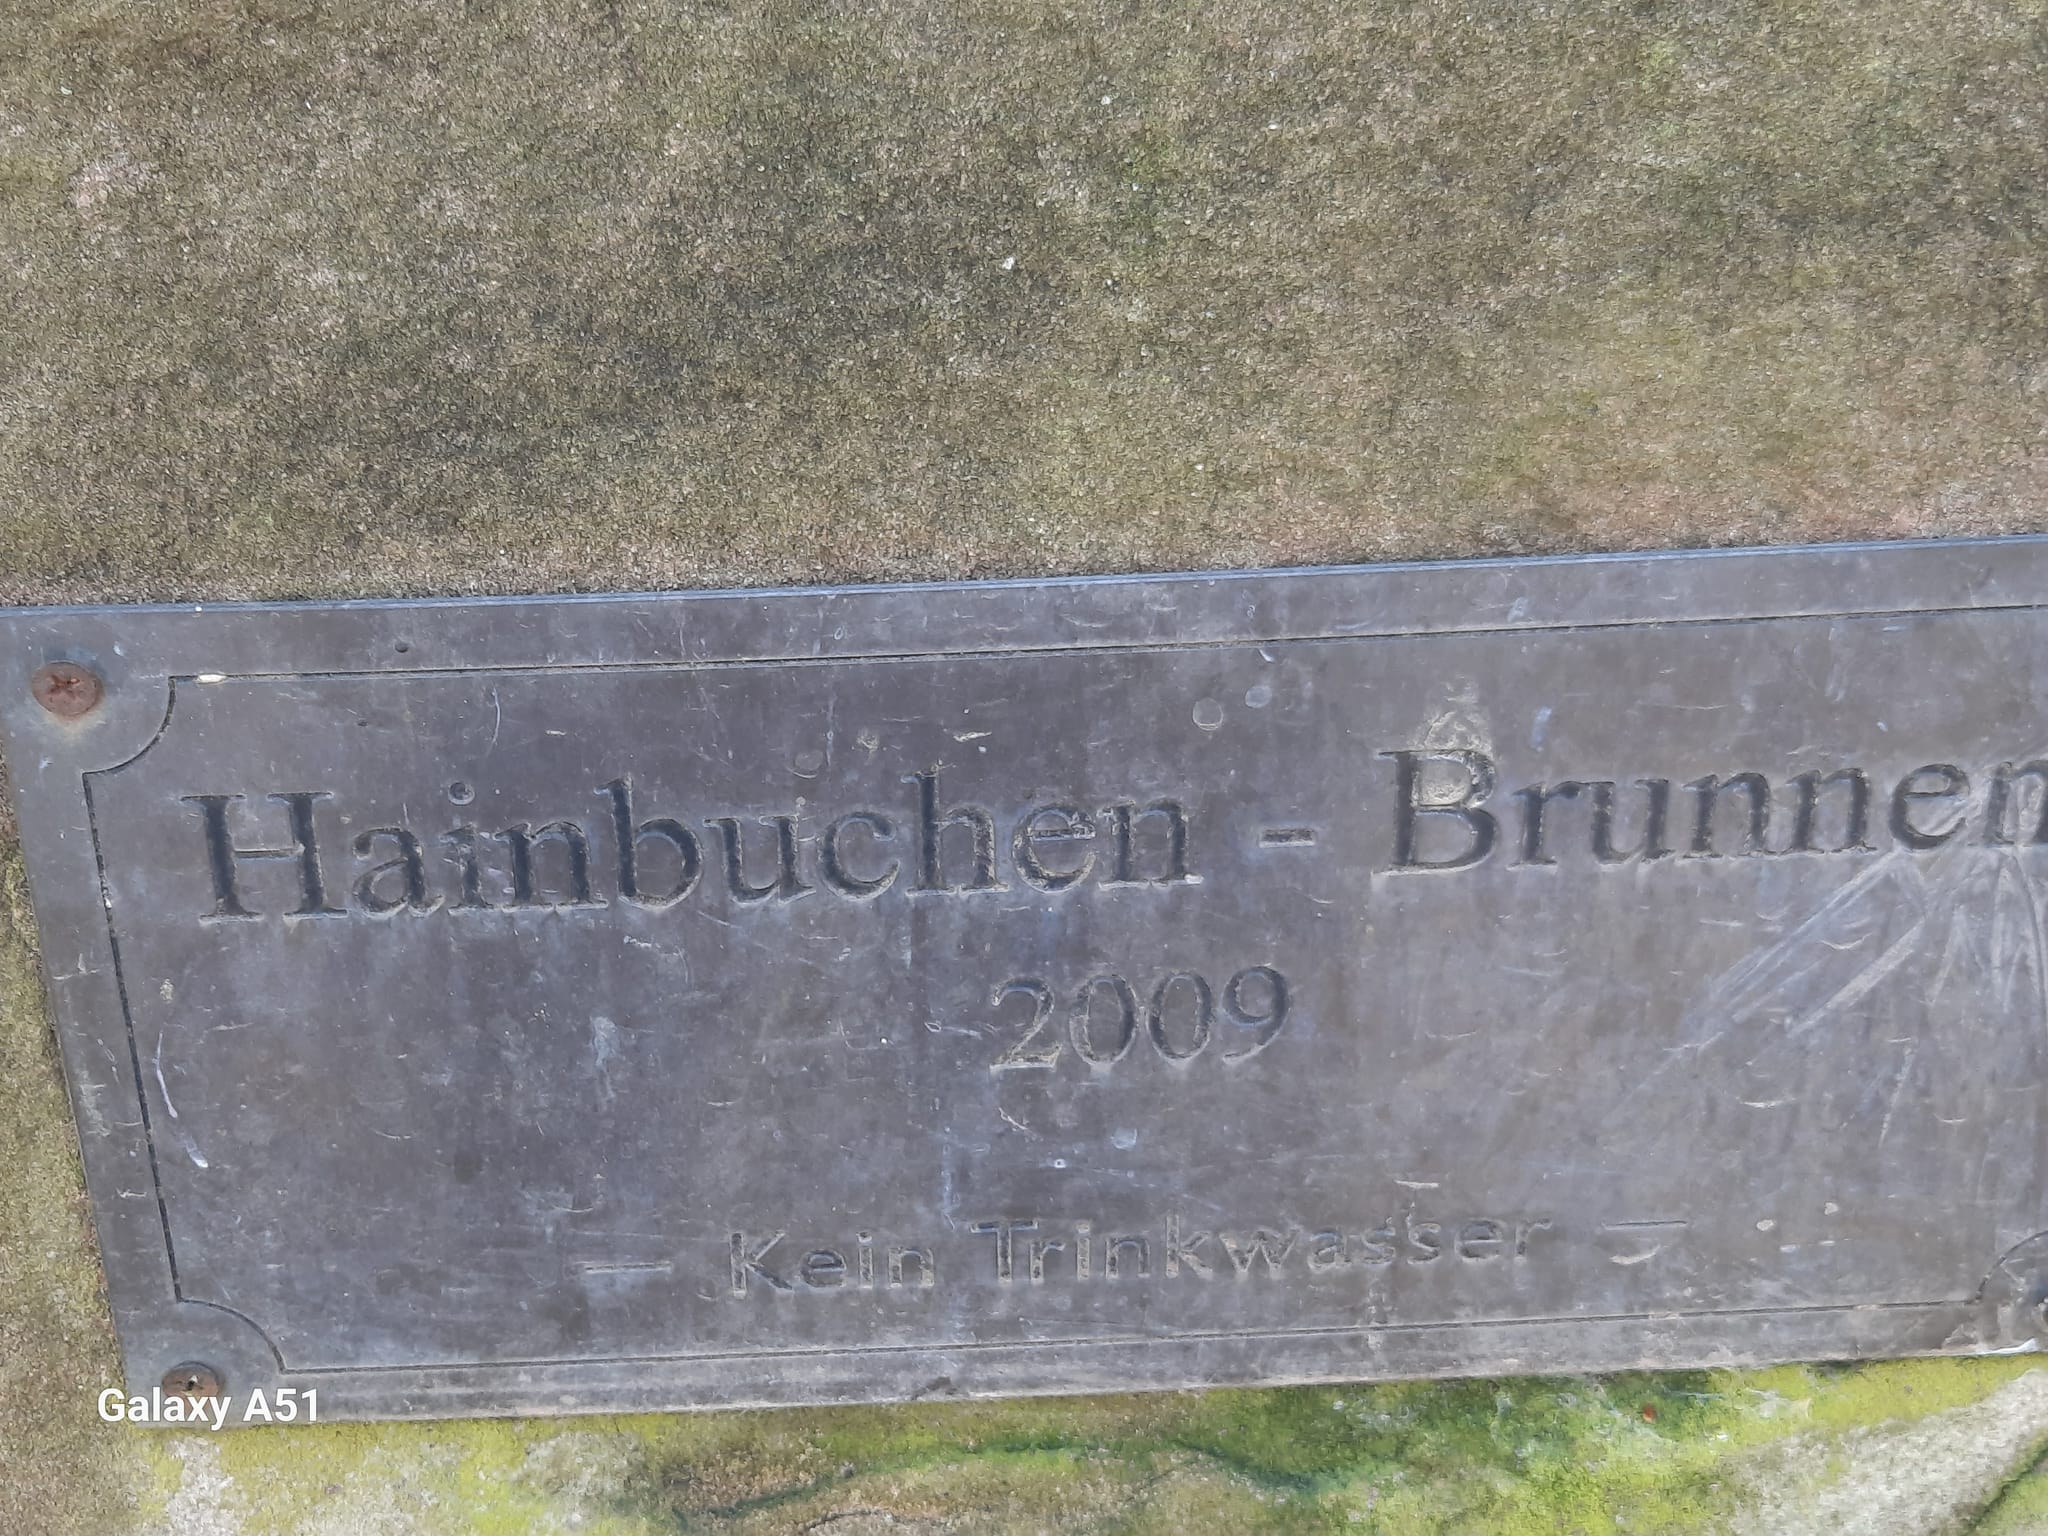 Hainbuchen - Brunnen
2009
— Kein Trinkwasser —
Galaxy A51